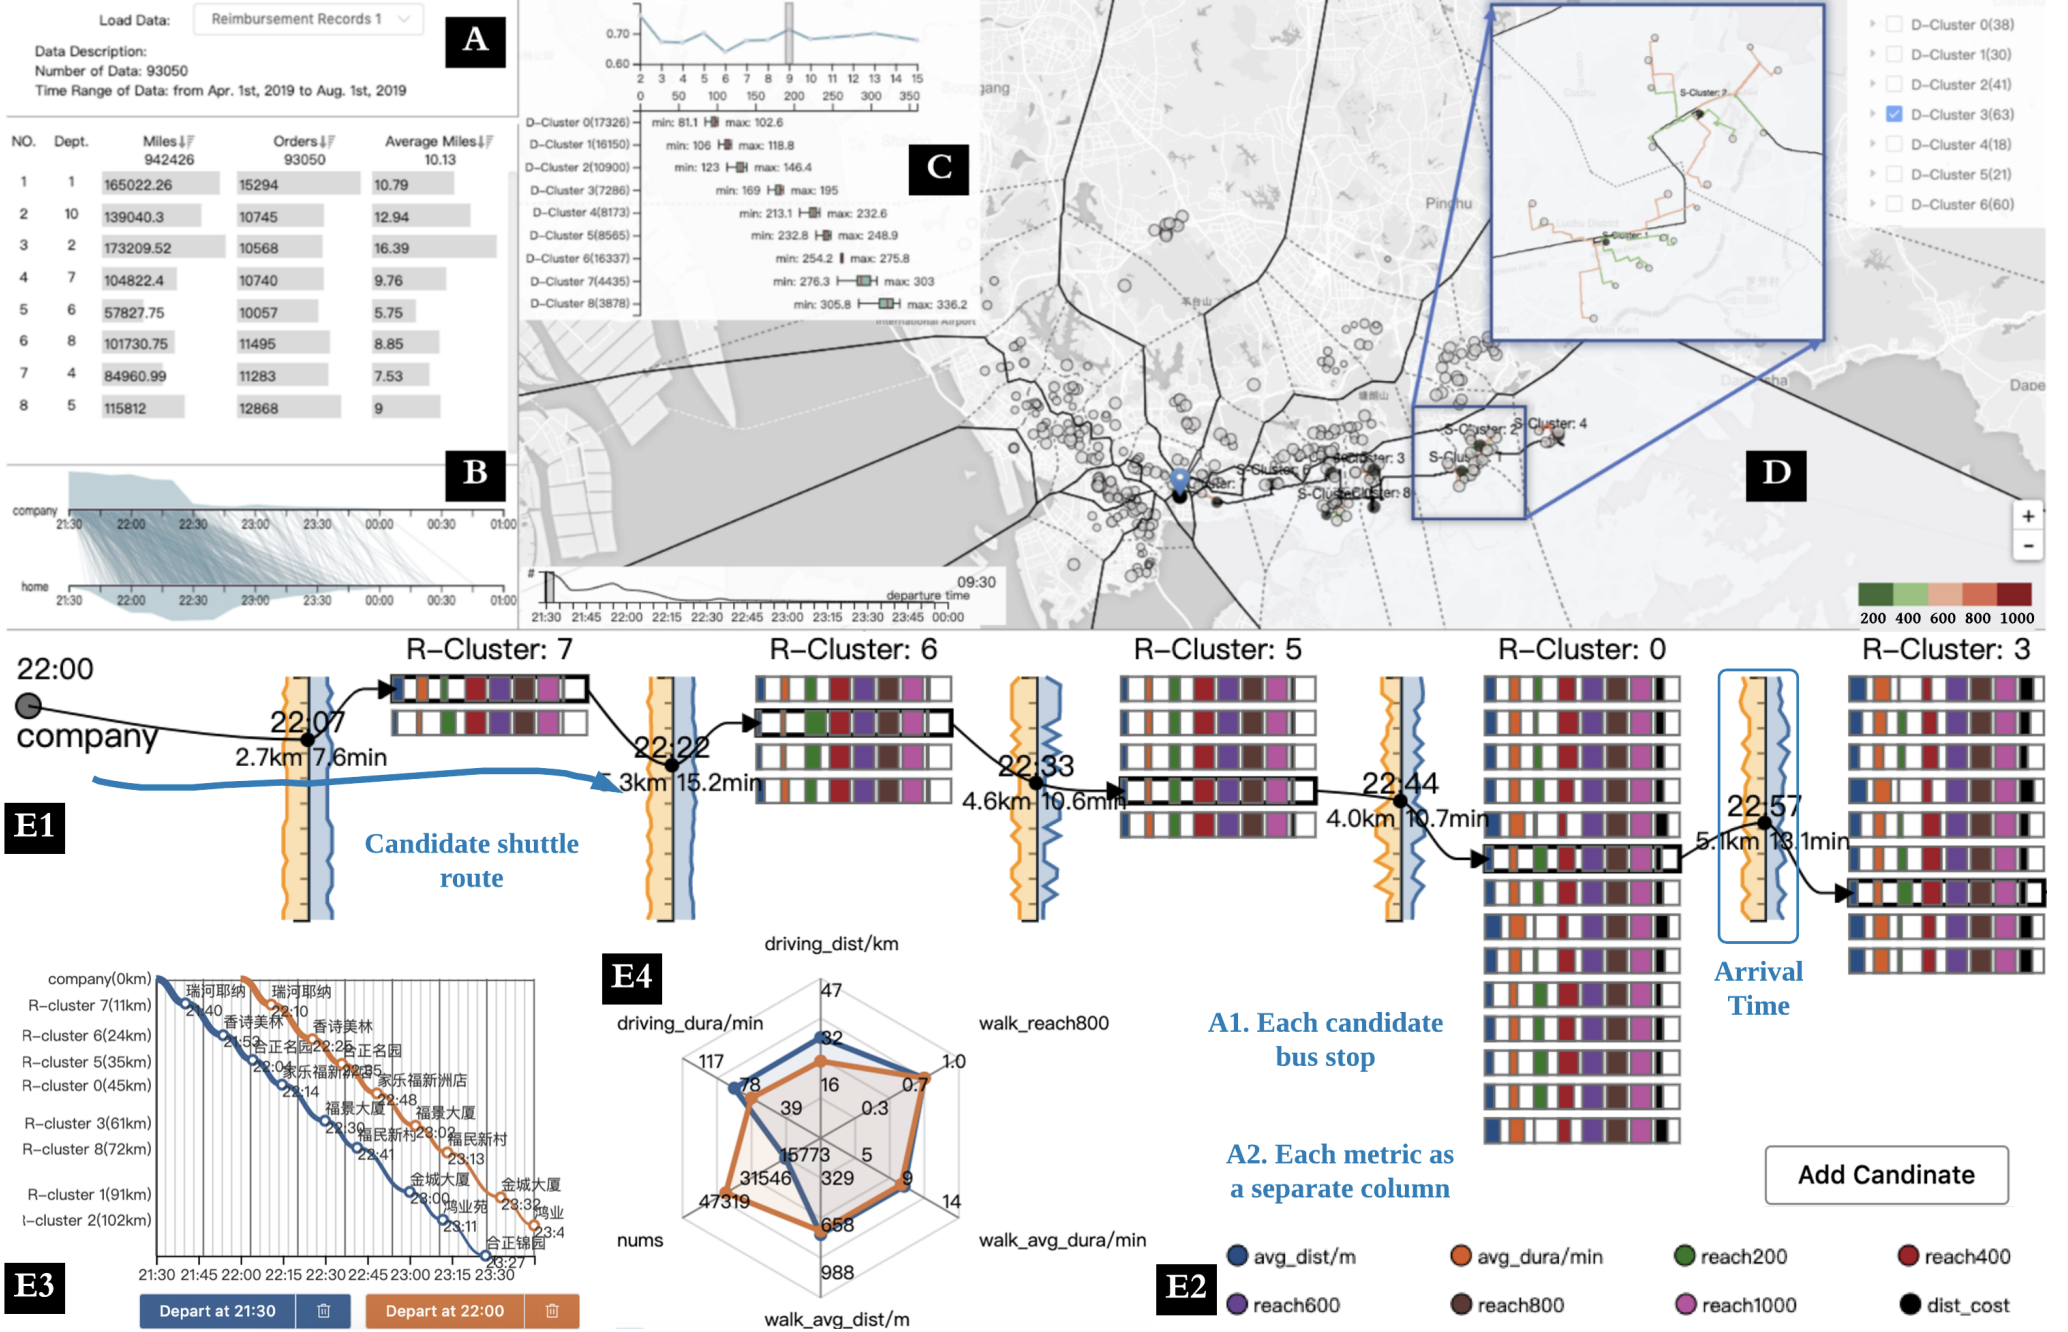 Load Data: Reimbursement Records 1
Data Description:
Number of Data: 93050
Time Range of Data: from Apr. 1st, 2019 to Aug. 1st, 2019
A
NO. Dept. Miles Orders Average Miles
942426 93050 10.13
1 1 165022.26 15294 10.79
2 10 139040.3 10745 12.94
3 2 173209.52 10568 16.39
4 7 104822.4 10740 9.76
5 6 57827.75 10057 5.75
6 8 101730.75 11495 8.85
7 4 84960.99 11283 7.53
8 5 115812 12868 9
B
company
21:30 22:00 22:30 23:00 23:30 00:00 00:30 01:00
home
21:30 22:00 22:30 23:00 23:30 00:00 00:30 01:00
0.70
0.60
2 3 4 5 6 7 8 9 10 11 12 13 14 15
0 50 100 150 200 250 300 350
D-Cluster 0(17326) min: 81.1 max: 102.6
D-Cluster 1(16150) min: 106 max: 118.8
D-Cluster 2(10900) min: 123 max: 146.4
D-Cluster 3(7286) min: 169 max: 195
D-Cluster 4(8173) min: 213.1 max: 232.6
D-Cluster 5(8565) min: 232.8 max: 248.9
D-Cluster 6(16337) min: 254.2 max: 275.8
D-Cluster 7(4435) min: 276.3 max: 303
D-Cluster 8(3878) min: 305.8 max: 336.2
C
International Airport
Pinghu
羊台山
塘朗山
S-Cluster: 2
S-Cluster: 1
S-Cluster: 2
S-Cluster: 4
S-Cluster: 6
S-Cluster: 8
D-Cluster 0(38)
D-Cluster 1(30)
D-Cluster 2(41)
D-Cluster 3(63)
D-Cluster 4(18)
D-Cluster 5(21)
D-Cluster 6(60)
D
+
−
200 400 600 800 1000
#
09:30
departure time
21:30 21:45 22:00 22:15 22:30 22:45 23:00 23:15 23:30 23:45 00:00
R-Cluster: 7 R-Cluster: 6 R-Cluster: 5 R-Cluster: 0 R-Cluster: 3
22:00
company
22:07
2.7km 7.6min
22:22
3km 15.2min
22:33
4.6km 10.6min
22:44
4.0km 10.7min
22:57
5.1km 13.1min
E1
Candidate shuttle
route
Arrival
Time
A1. Each candidate
bus stop
A2. Each metric as
a separate column
Add Candinate
E3
company(0km)
R-cluster 7(11km)
R-cluster 6(24km)
R-cluster 5(35km)
R-cluster 0(45km)
R-cluster 3(61km)
R-cluster 8(72km)
R-cluster 1(91km)
-cluster 2(102km)
瑞河耶纳
21:40
瑞河耶纳
22:10
香诗美林
21:53
香诗美林
22:25
合正名园
22:04
合正名园
22:14
家乐福新洲店
22:48
福景大厦
22:30
福景大厦
23:02
福民新村
22:41
福民新村
23:13
金城大厦
23:00
金城大厦
23:32
鸿业苑
23:11
鸿业
23:4
合正锦园
23:27
21:30 21:45 22:00 22:15 22:30 22:45 23:00 23:15 23:30
Depart at 21:30
Depart at 22:00
E4
driving_dist/km
47
32
16
walk_reach800
1.0
0.7
0.3
walk_avg_dura/min
14
9
5
walk_avg_dist/m
988
658
329
nums
47319
31546
15773
driving_dura/min
117
78
39
E2
avg_dist/m avg_dura/min reach200 reach400
reach600 reach800 reach1000 dist_cost